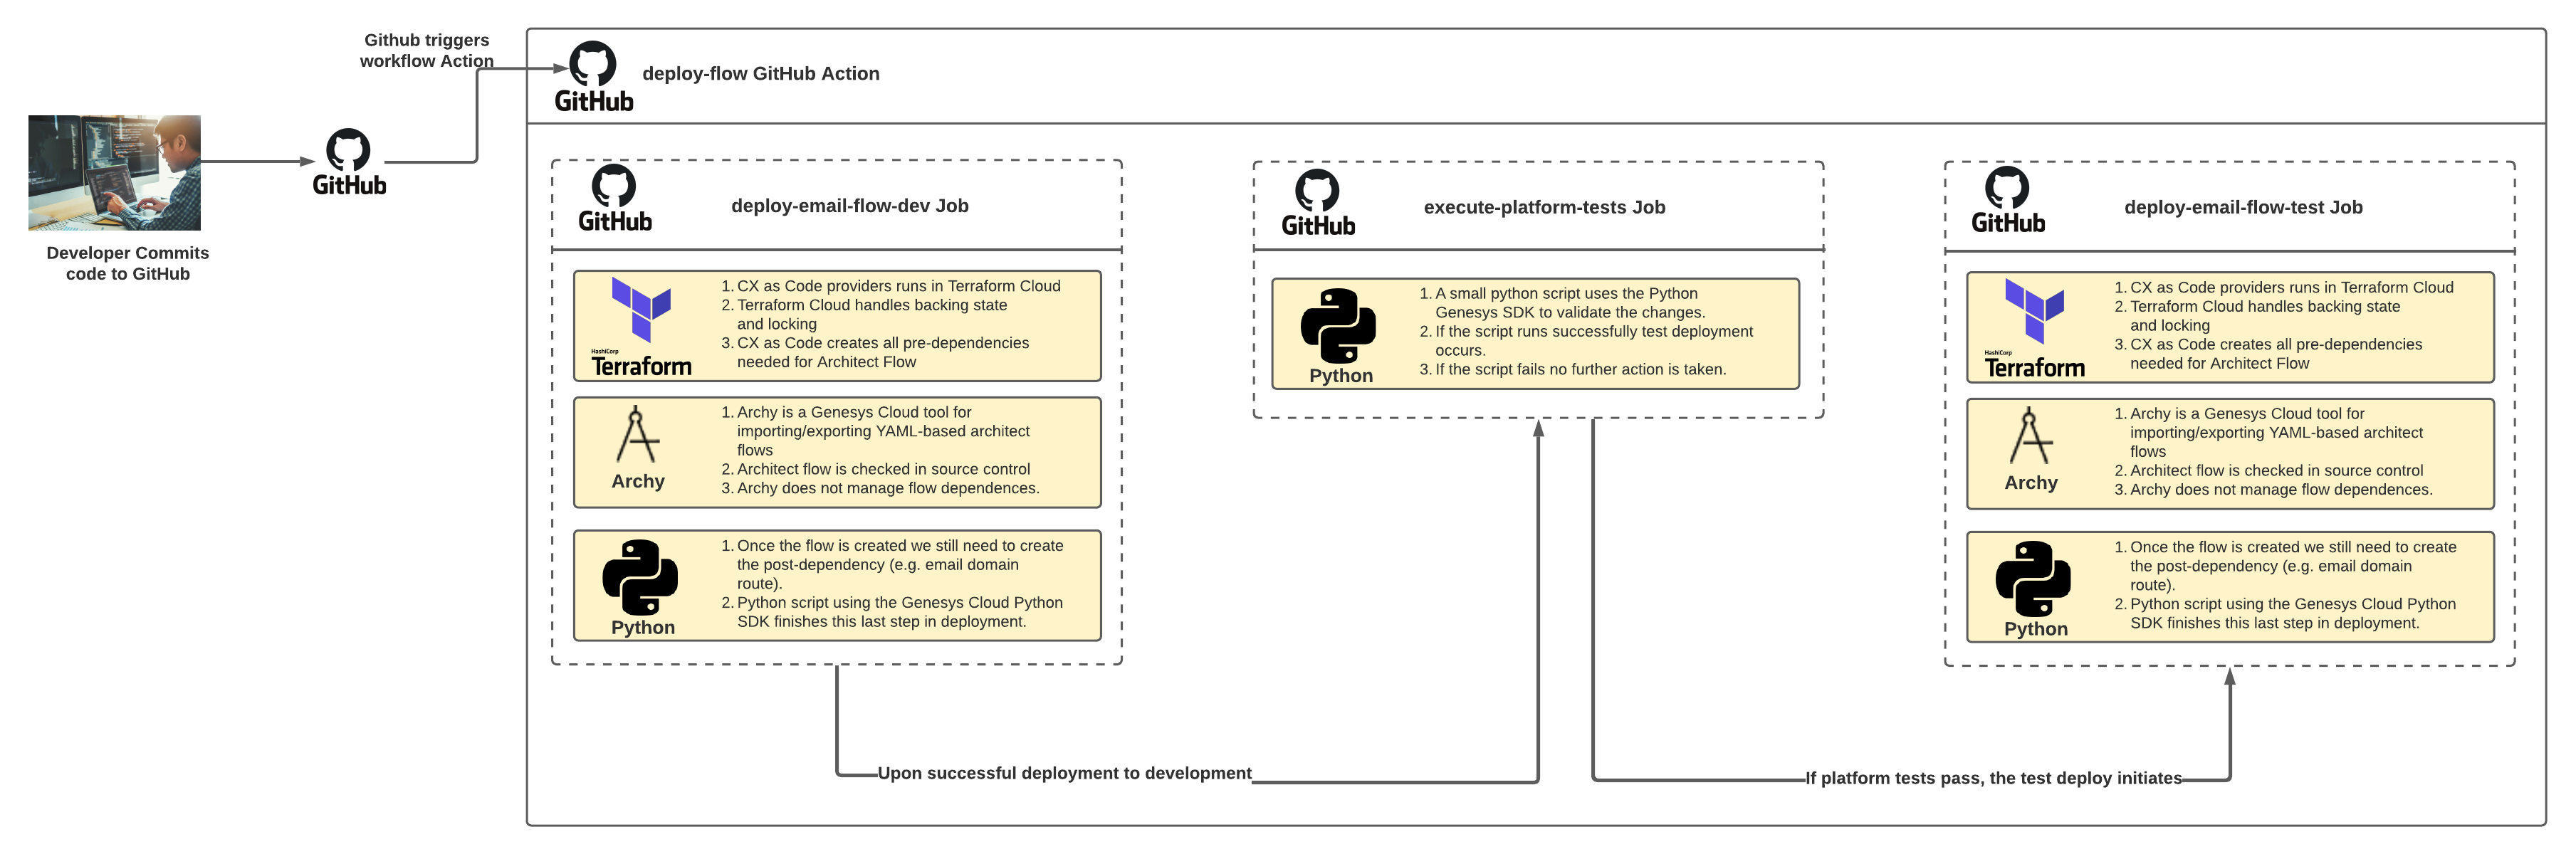 Github triggers
workflow Action
GitHub
deploy-flow GitHub Action
GitHub
Developer Commits
code to GitHub
GitHub
deploy-email-flow-dev Job
HashiCorp
Terraform
1. CX as Code providers runs in Terraform Cloud
2. Terraform Cloud handles backing state
and locking
3. CX as Code creates all pre-dependencies
needed for Architect Flow
Archy
1. Archy is a Genesys Cloud tool for
importing/exporting YAML-based architect
flows
2. Architect flow is checked in source control
3. Archy does not manage flow dependences.
Python
1. Once the flow is created we still need to create
the post-dependency (e.g. email domain
route).
2. Python script using the Genesys Cloud Python
SDK finishes this last step in deployment.
Upon successful deployment to development
GitHub
execute-platform-tests Job
Python
1. A small python script uses the Python
Genesys SDK to validate the changes.
2. If the script runs successfully test deployment
occurs.
3. If the script fails no further action is taken.
If platform tests pass, the test deploy initiates
GitHub
deploy-email-flow-test Job
HashiCorp
Terraform
1. CX as Code providers runs in Terraform Cloud
2. Terraform Cloud handles backing state
and locking
3. CX as Code creates all pre-dependencies
needed for Architect Flow
Archy
1. Archy is a Genesys Cloud tool for
importing/exporting YAML-based architect
flows
2. Architect flow is checked in source control
3. Archy does not manage flow dependences.
Python
1. Once the flow is created we still need to create
the post-dependency (e.g. email domain
route).
2. Python script using the Genesys Cloud Python
SDK finishes this last step in deployment.